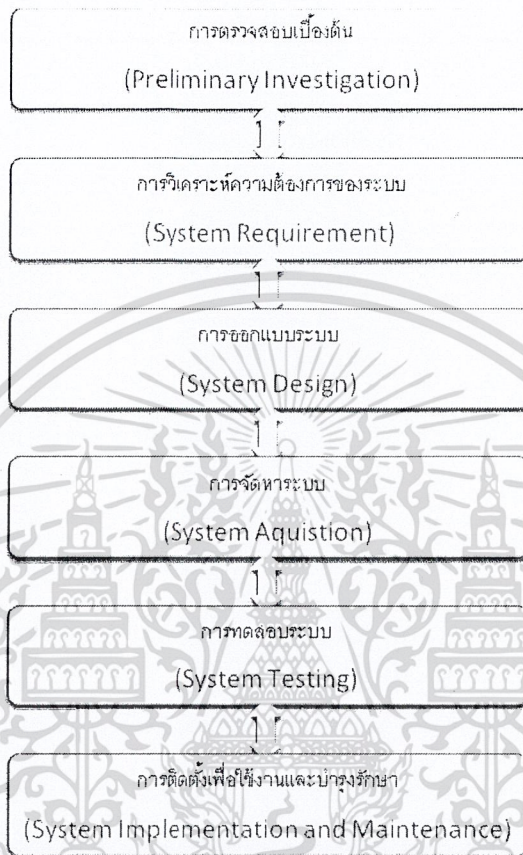 การตรวจสอบเบื้องต้น
(Preliminary Investigation)
การวิเคราะห์ความต้องการของระบบ
(System Requirement)
การออกแบบระบบ
(System Design)
การจัดหาระบบ
(System Aquistion)
การทดสอบระบบ
(System Testing)
การติดตั้งเพื่อใช้งานและบำรุงรักษา
(System Implementation and Maintenance)